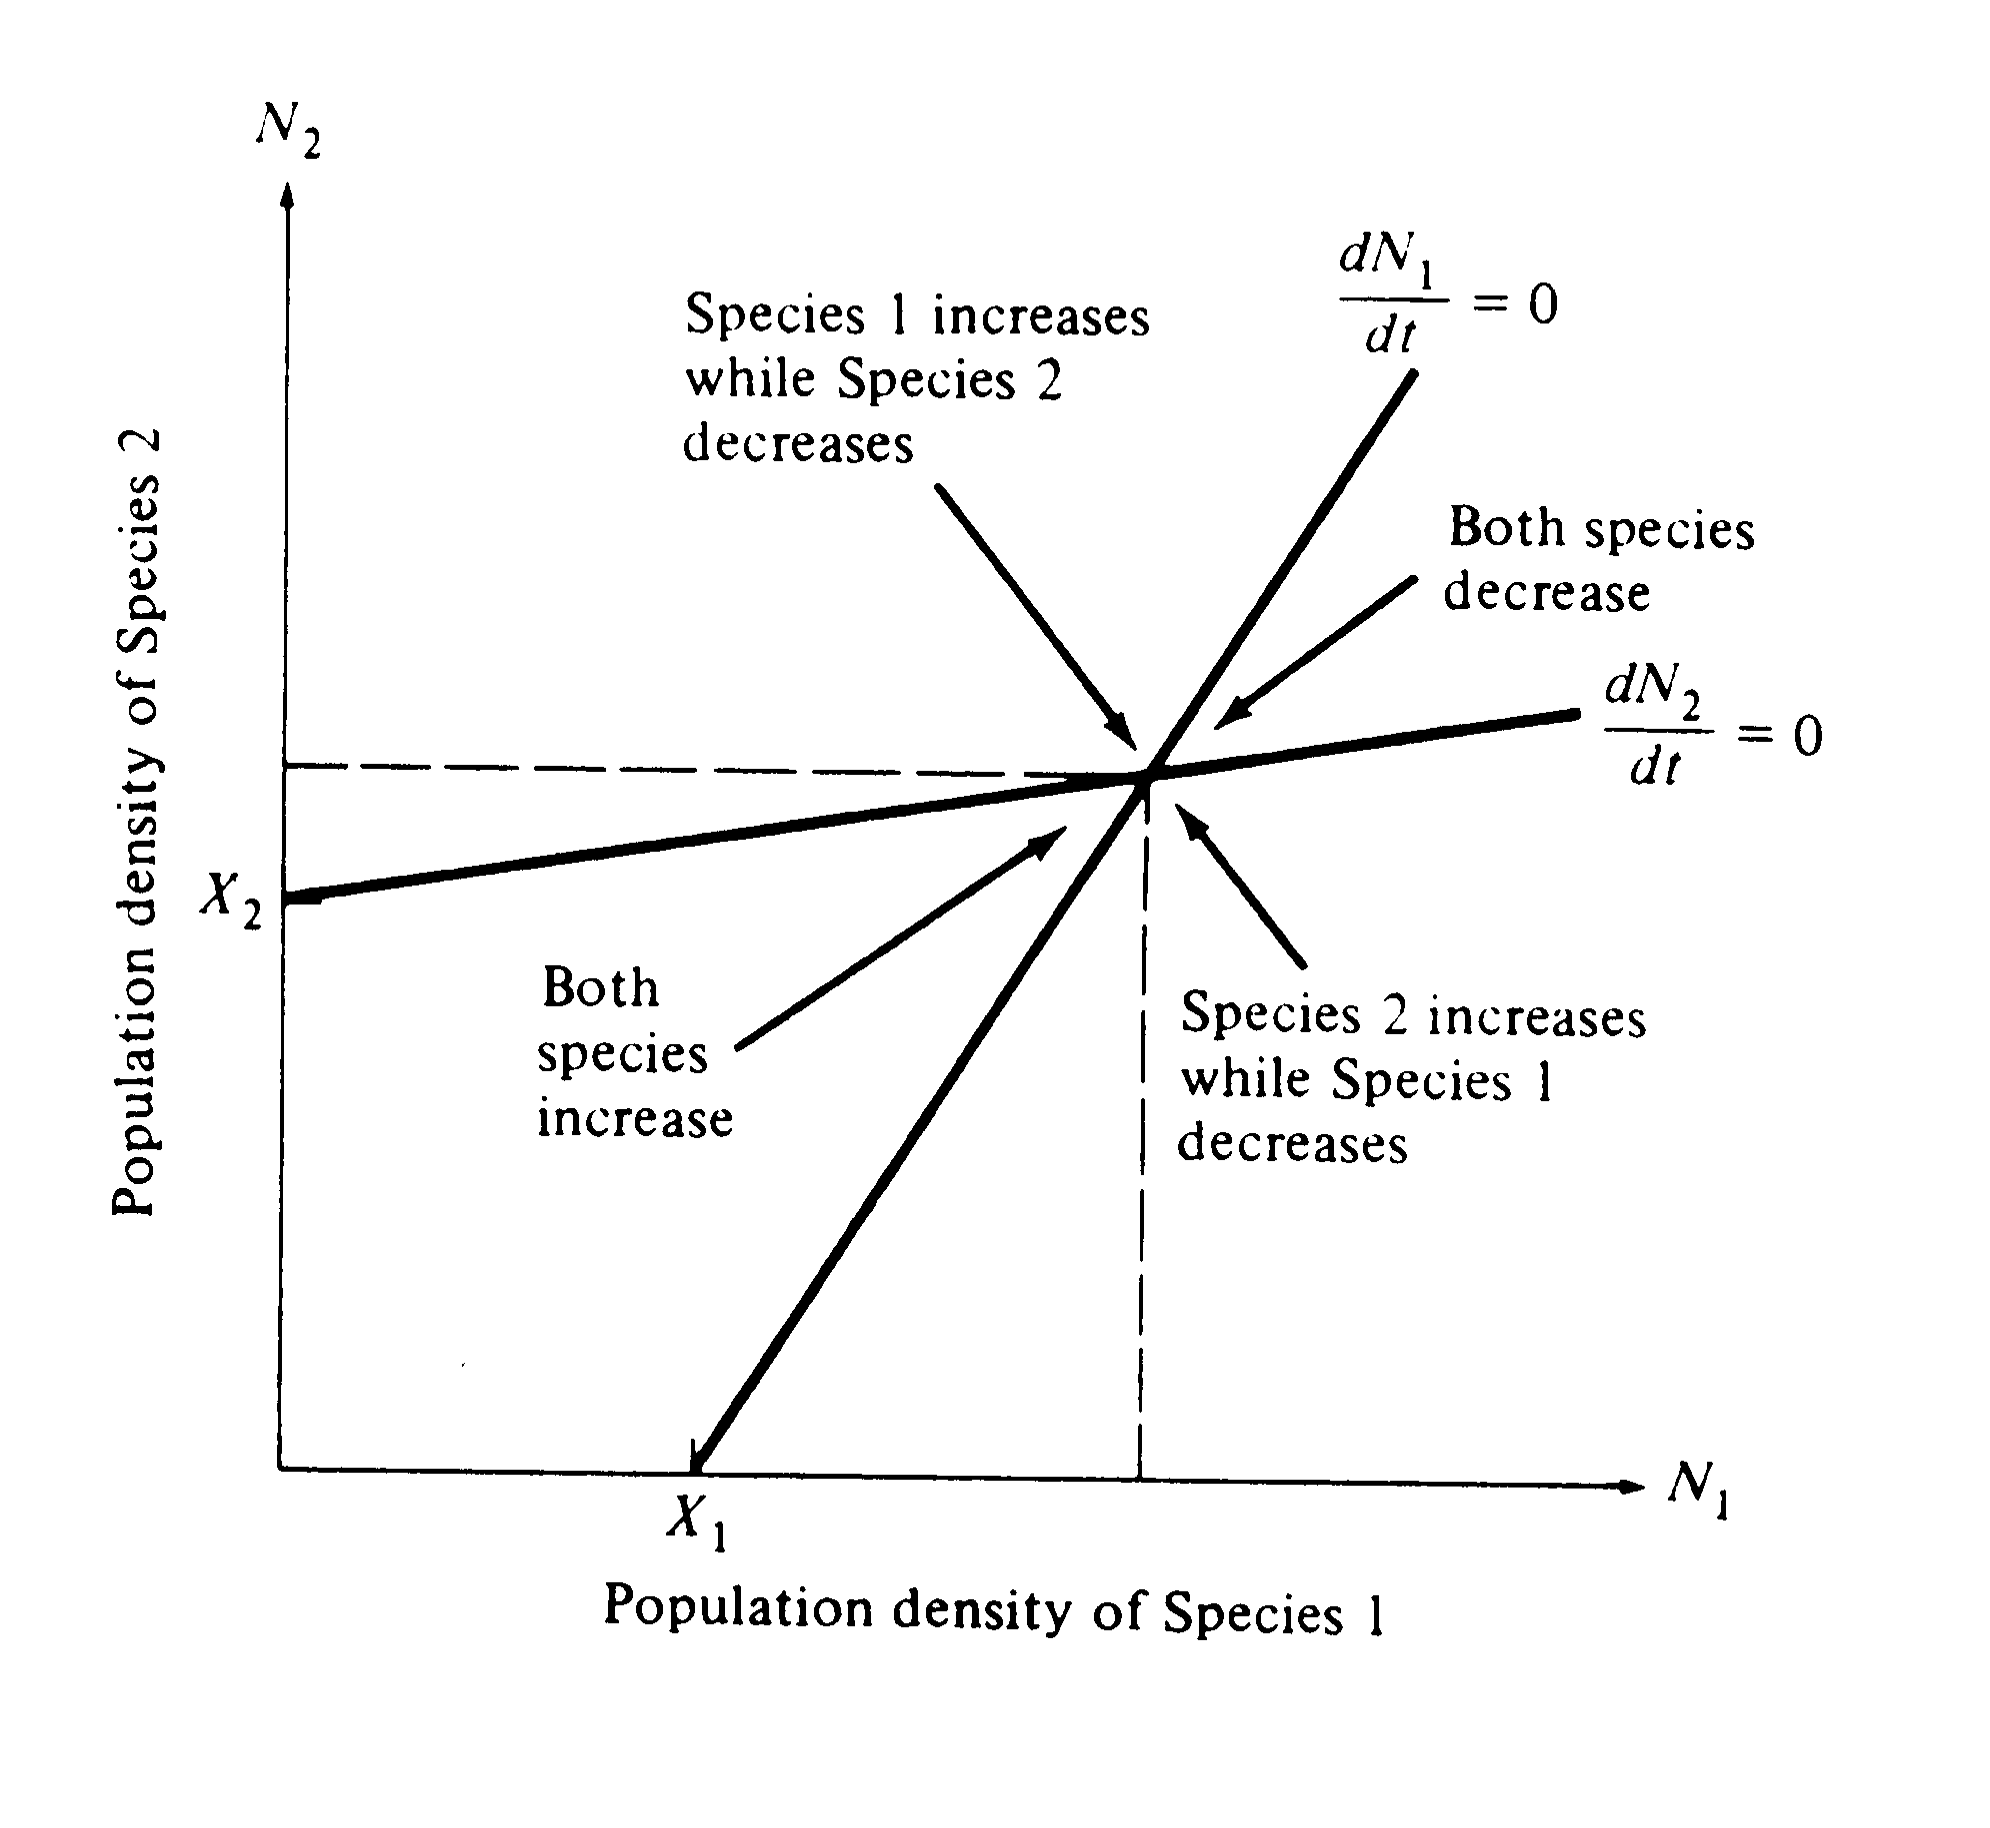 N₂
dN₁
dt
= 0
Species 1 increases
while Species 2
decreases
Both species
decrease
dN₂
dt
= 0
Population density of Species 2
X₂
Both
species
increase
Species 2 increases
while Species 1
decreases
N₁
X₁
Population density of Species 1